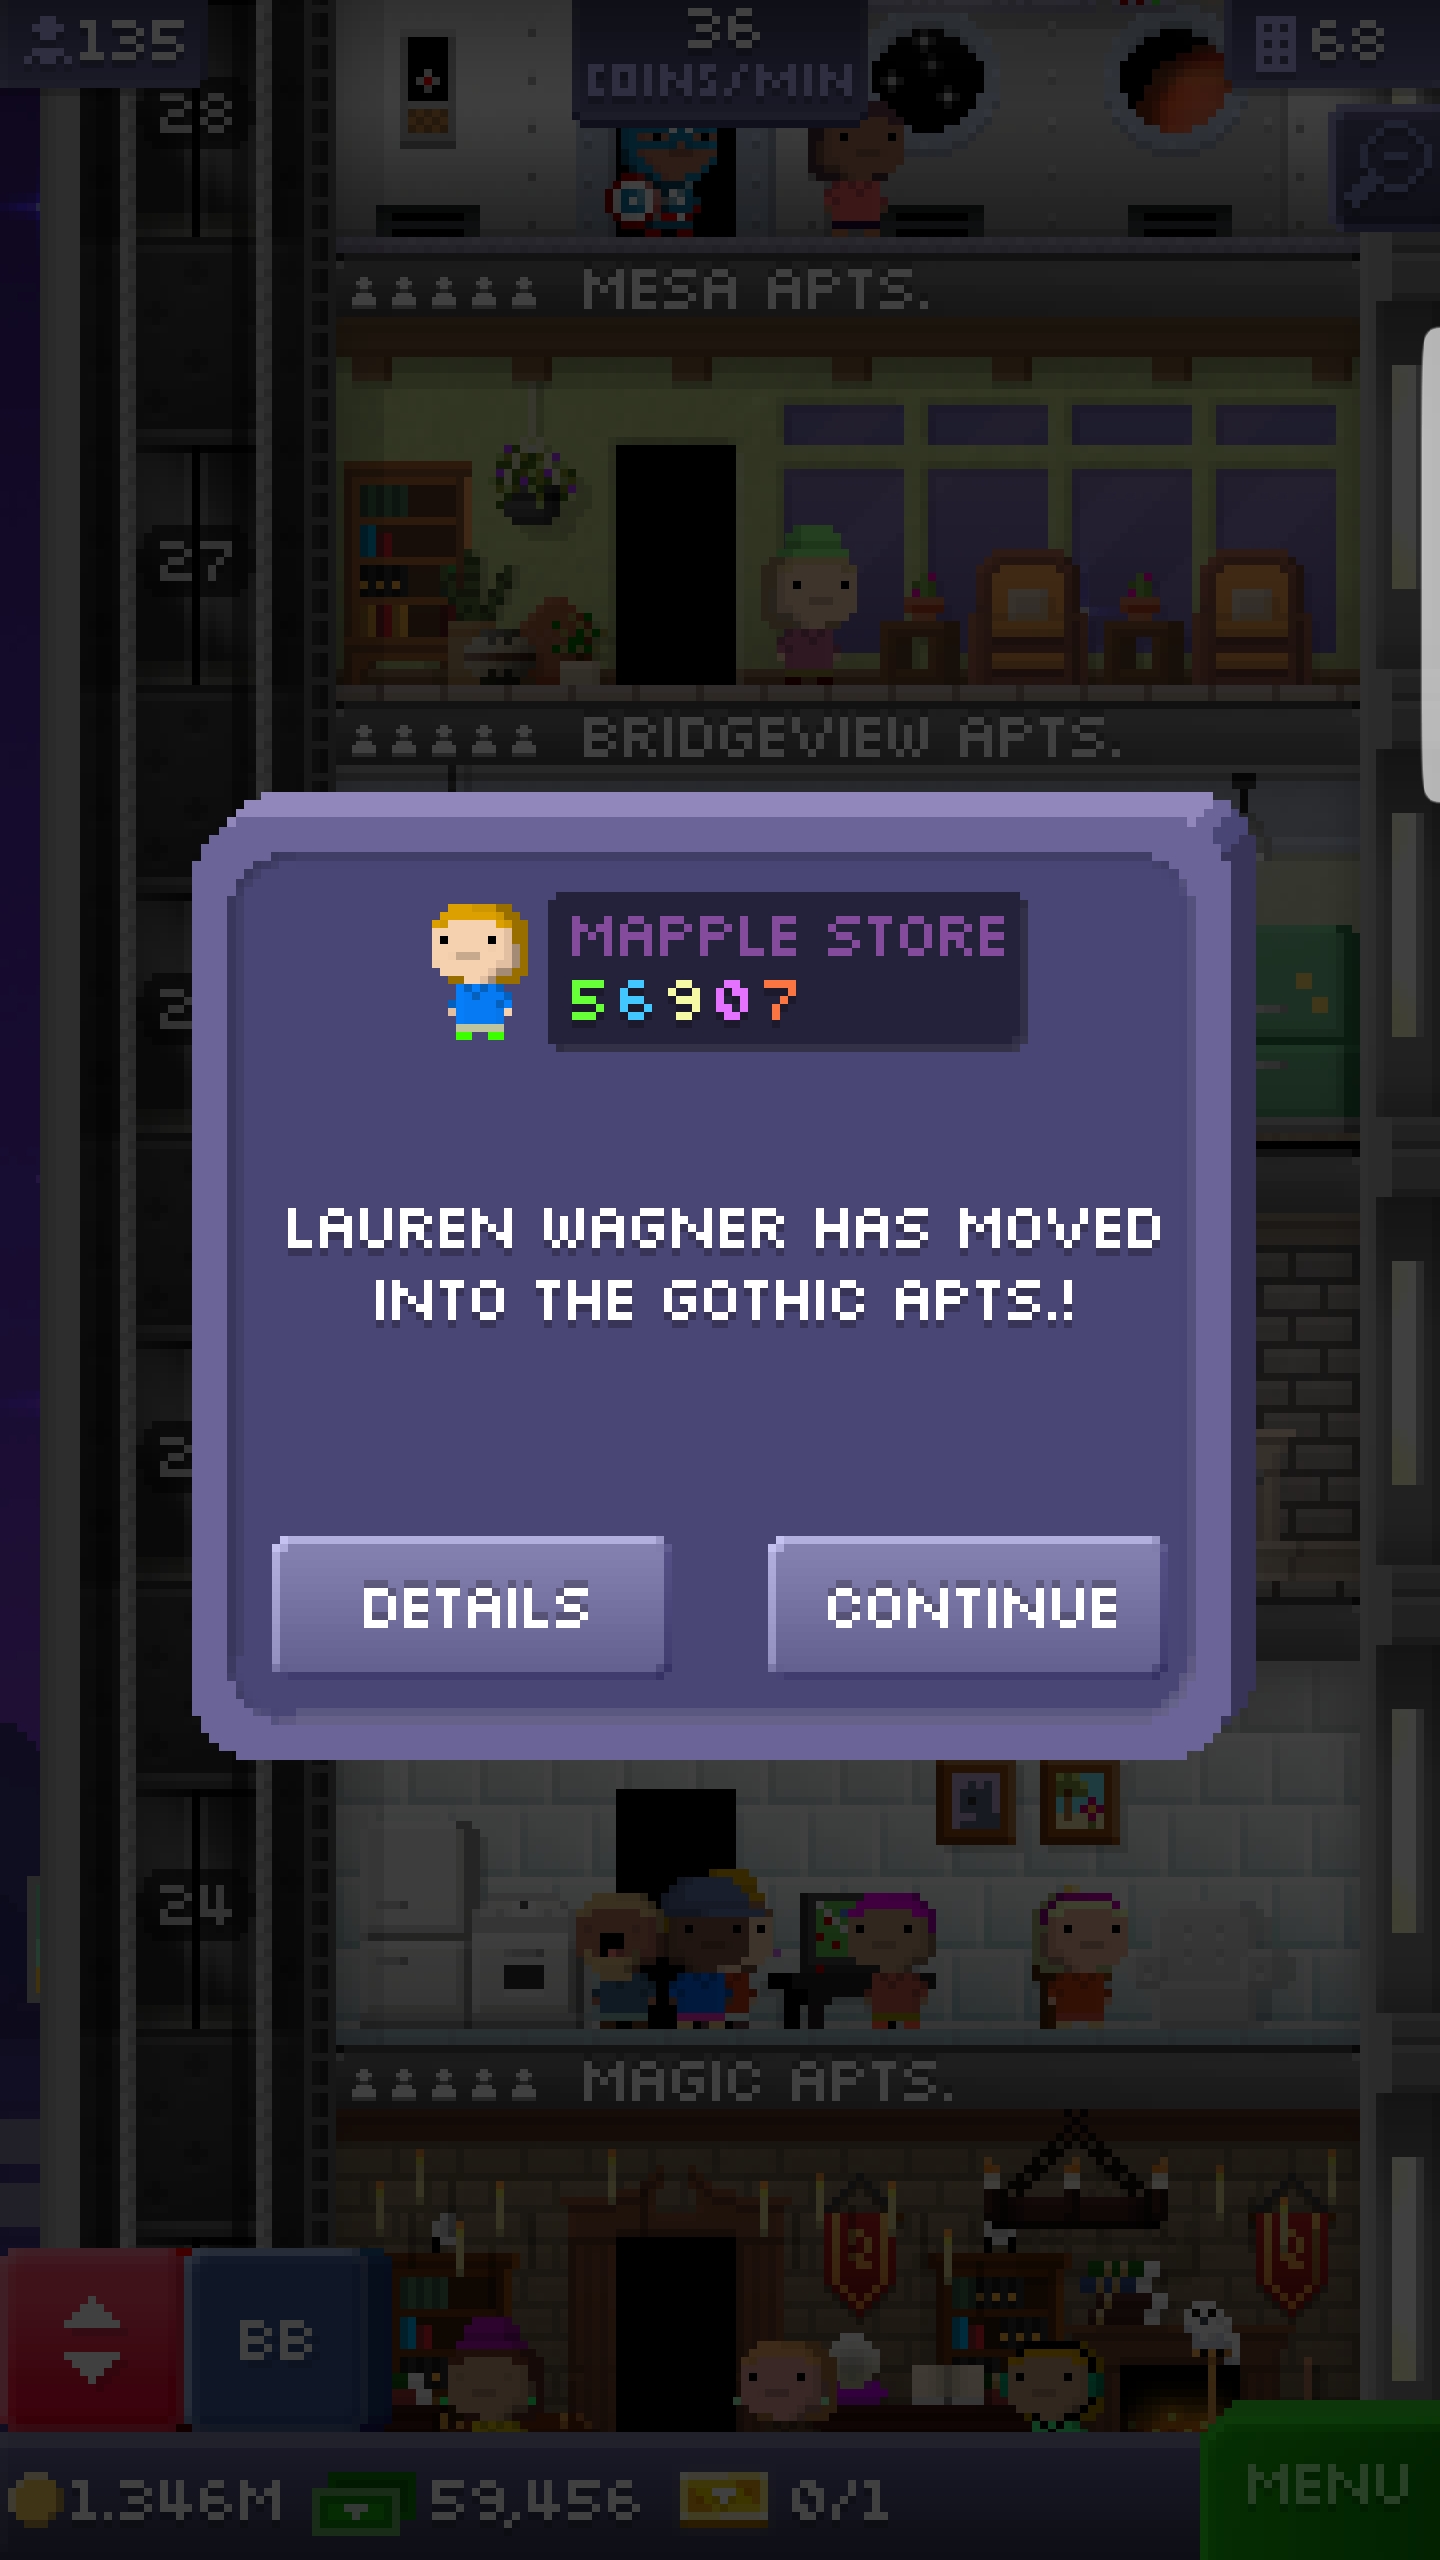 135
36
COINS/MIN
68
28
MESA APTS.
27
BRIDGEVIEW APTS.
MAPPLE STORE
56907
LAUREN WAGNER HAS MOVED
INTO THE GOTHIC APTS.!
DETAILS
CONTINUE
24
MAGIC APTS.
BB
1.346M
59,456
0/1
MENU